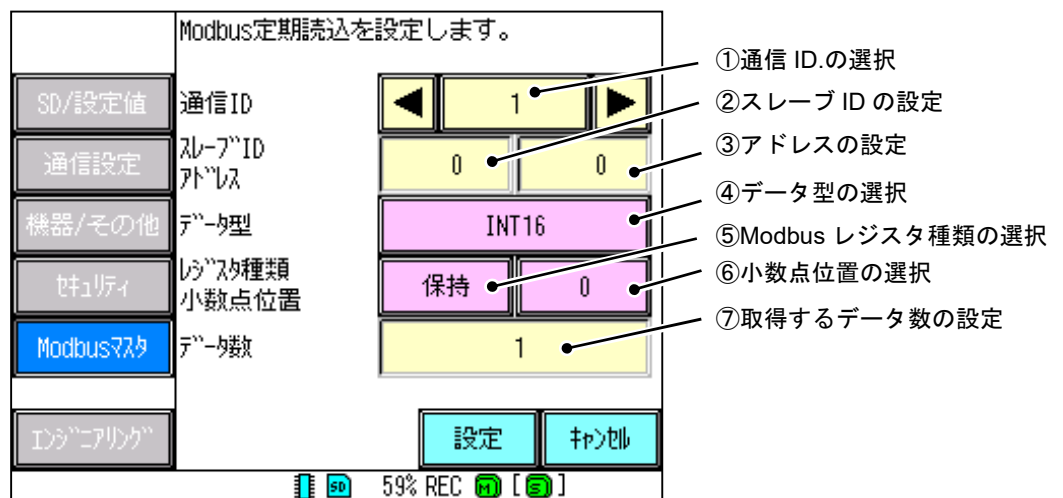 Modbus定期読込を設定します。
SD/設定値
通信設定
機器/その他
ｾｷｭﾘﾃｨ
Modbusﾏｽﾀ
ｴﾝｼﾞﾆｱﾘﾝｸﾞ
通信ID
1
ｽﾚｰﾌﾞID
ｱﾄﾞﾚｽ
0
0
ﾃﾞｰﾀ型
INT16
ﾚｼﾞｽﾀ種類
小数点位置
保持
0
ﾃﾞｰﾀ数
1
設定
ｷｬﾝｾﾙ
SD 59% REC M [S]
①通信 ID.の選択
②スレーブ ID の設定
③アドレスの設定
④データ型の選択
⑤Modbus レジスタ種類の選択
⑥小数点位置の選択
⑦取得するデータ数の設定